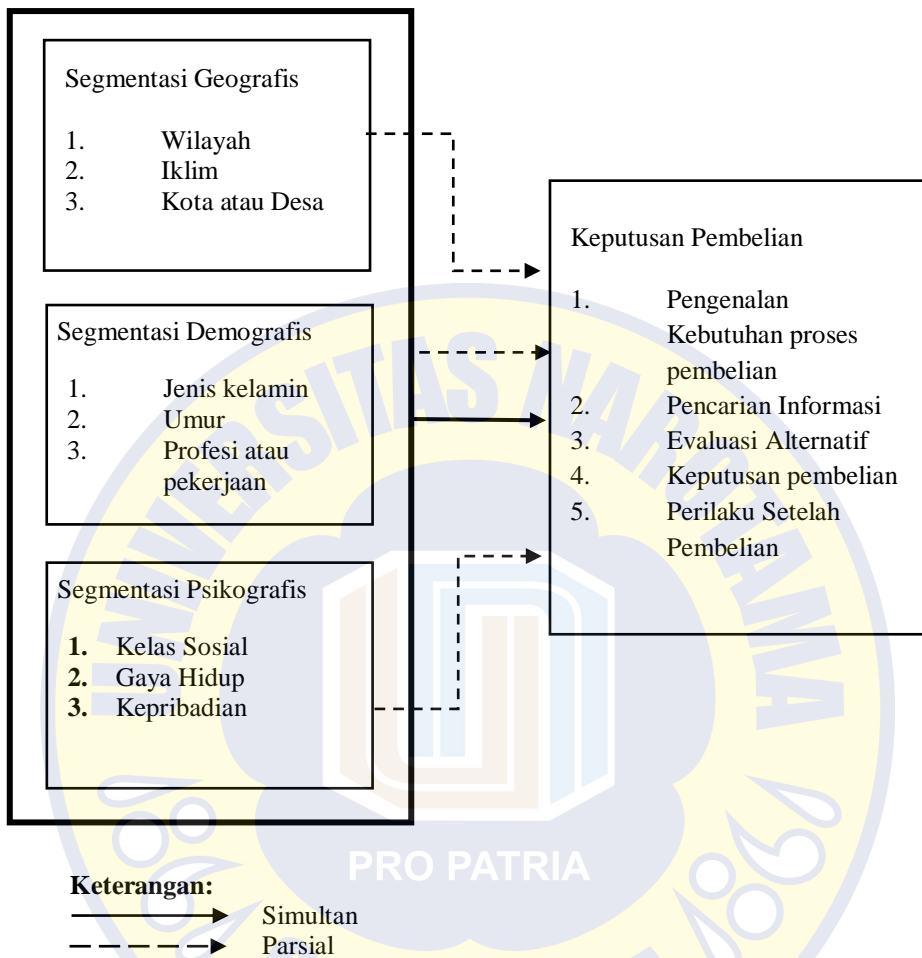 Segmentasi Geografis
1. Wilayah
2. Iklim
3. Kota atau Desa
Segmentasi Demografis
1. Jenis kelamin
2. Umur
3. Profesi atau
pekerjaan
Segmentasi Psikografis
1. Kelas Sosial
2. Gaya Hidup
3. Kepribadian
Keputusan Pembelian
1. Pengenalan
Kebutuhan proses
pembelian
2. Pencarian Informasi
3. Evaluasi Alternatif
4. Keputusan pembelian
5. Perilaku Setelah
Pembelian
UNIVERSITAS NAROTAMA
PRO PATRIA
Keterangan:
Simultan
Parsial